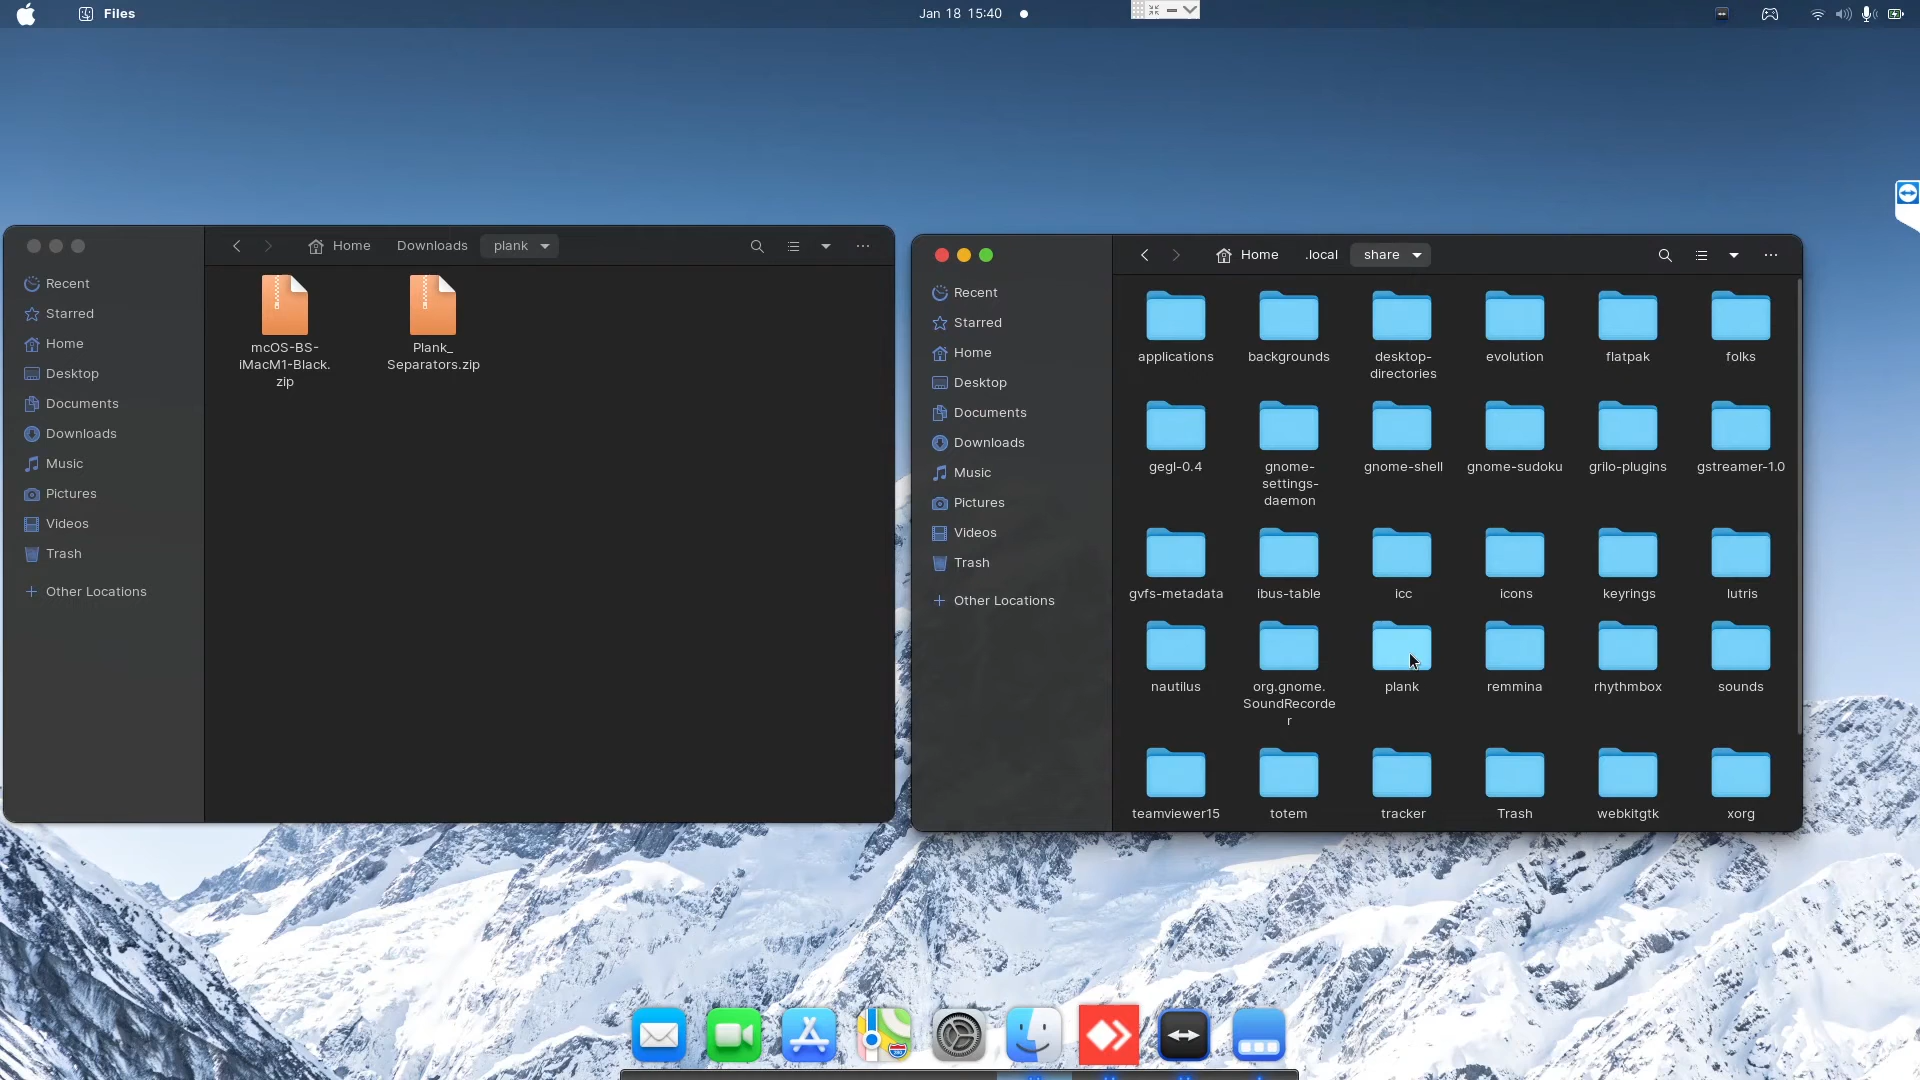 Files
Jan 18 15:40
Home
Downloads
plank
Recent
Starred
Home
Desktop
Documents
Downloads
Music
Pictures
Videos
Trash
Other Locations
mcOS-BS-
iMacM1-Black.
zip
Plank_
Separators.zip
Home
.local
share
Recent
Starred
Home
Desktop
Documents
Downloads
Music
Pictures
Videos
Trash
Other Locations
applications
backgrounds
desktop-
directories
evolution
flatpak
folks
gegl-0.4
gnome-
settings-
daemon
gnome-shell
gnome-sudoku
grilo-plugins
gstreamer-1.0
gvfs-metadata
ibus-table
icc
icons
keyrings
lutris
nautilus
org.gnome.
SoundRecorde
r
plank
remmina
rhythmbox
sounds
teamviewer15
totem
tracker
Trash
webkitgtk
xorg